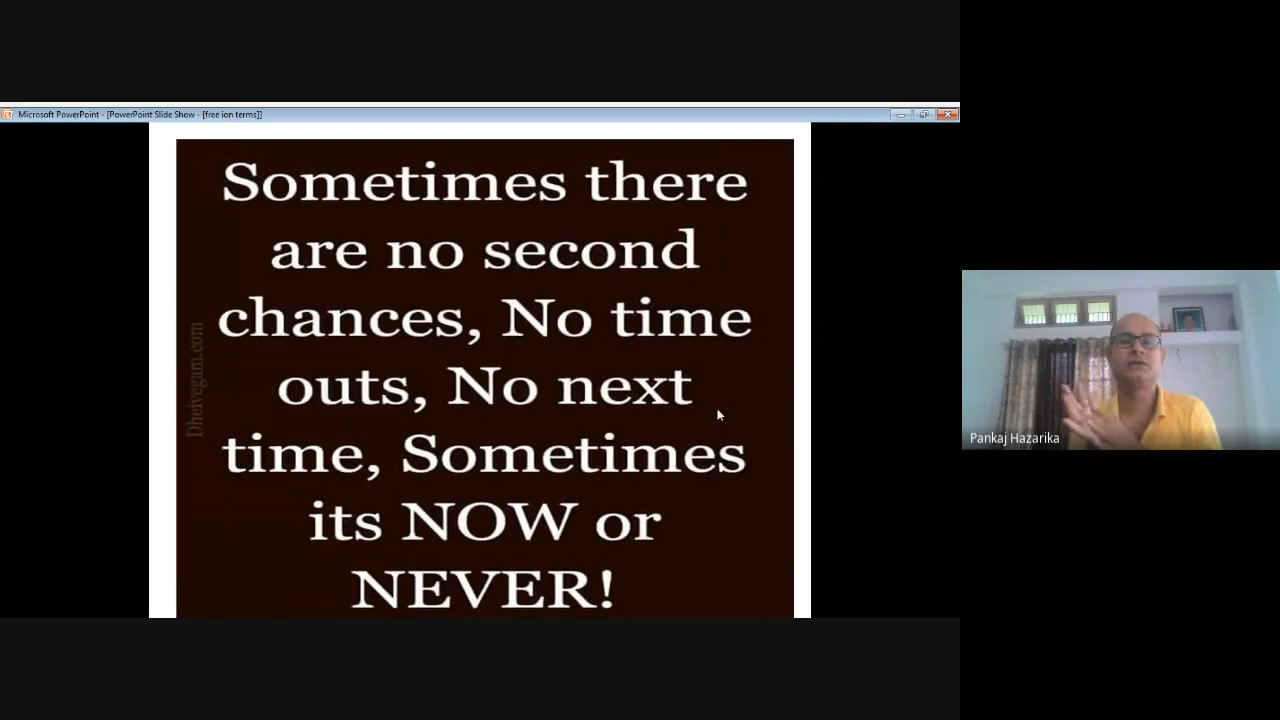 Microsoft PowerPoint - [PowerPoint Slide Show - [free ion terms]]
Sometimes there
are no second
chances, No time
outs, No next
time, Sometimes
its NOW or
NEVER!
Dheivegam.com
Pankaj Hazarika